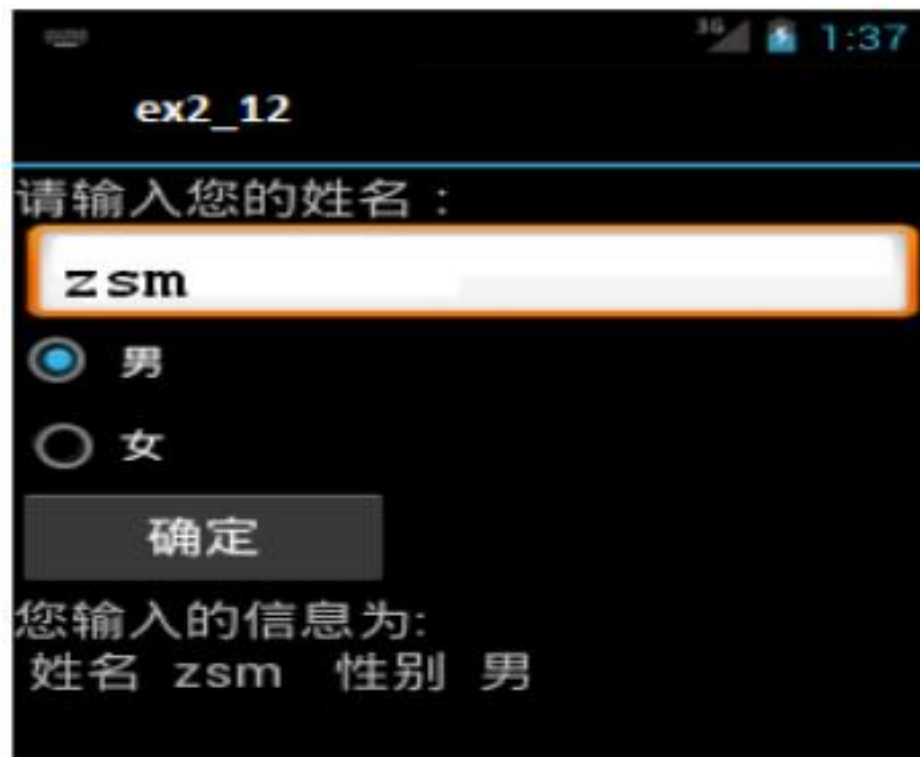 3G 1:37
ex2_12
请输入您的姓名：
zsm
男
女
确定
您输入的信息为:
姓名 zsm 性别 男